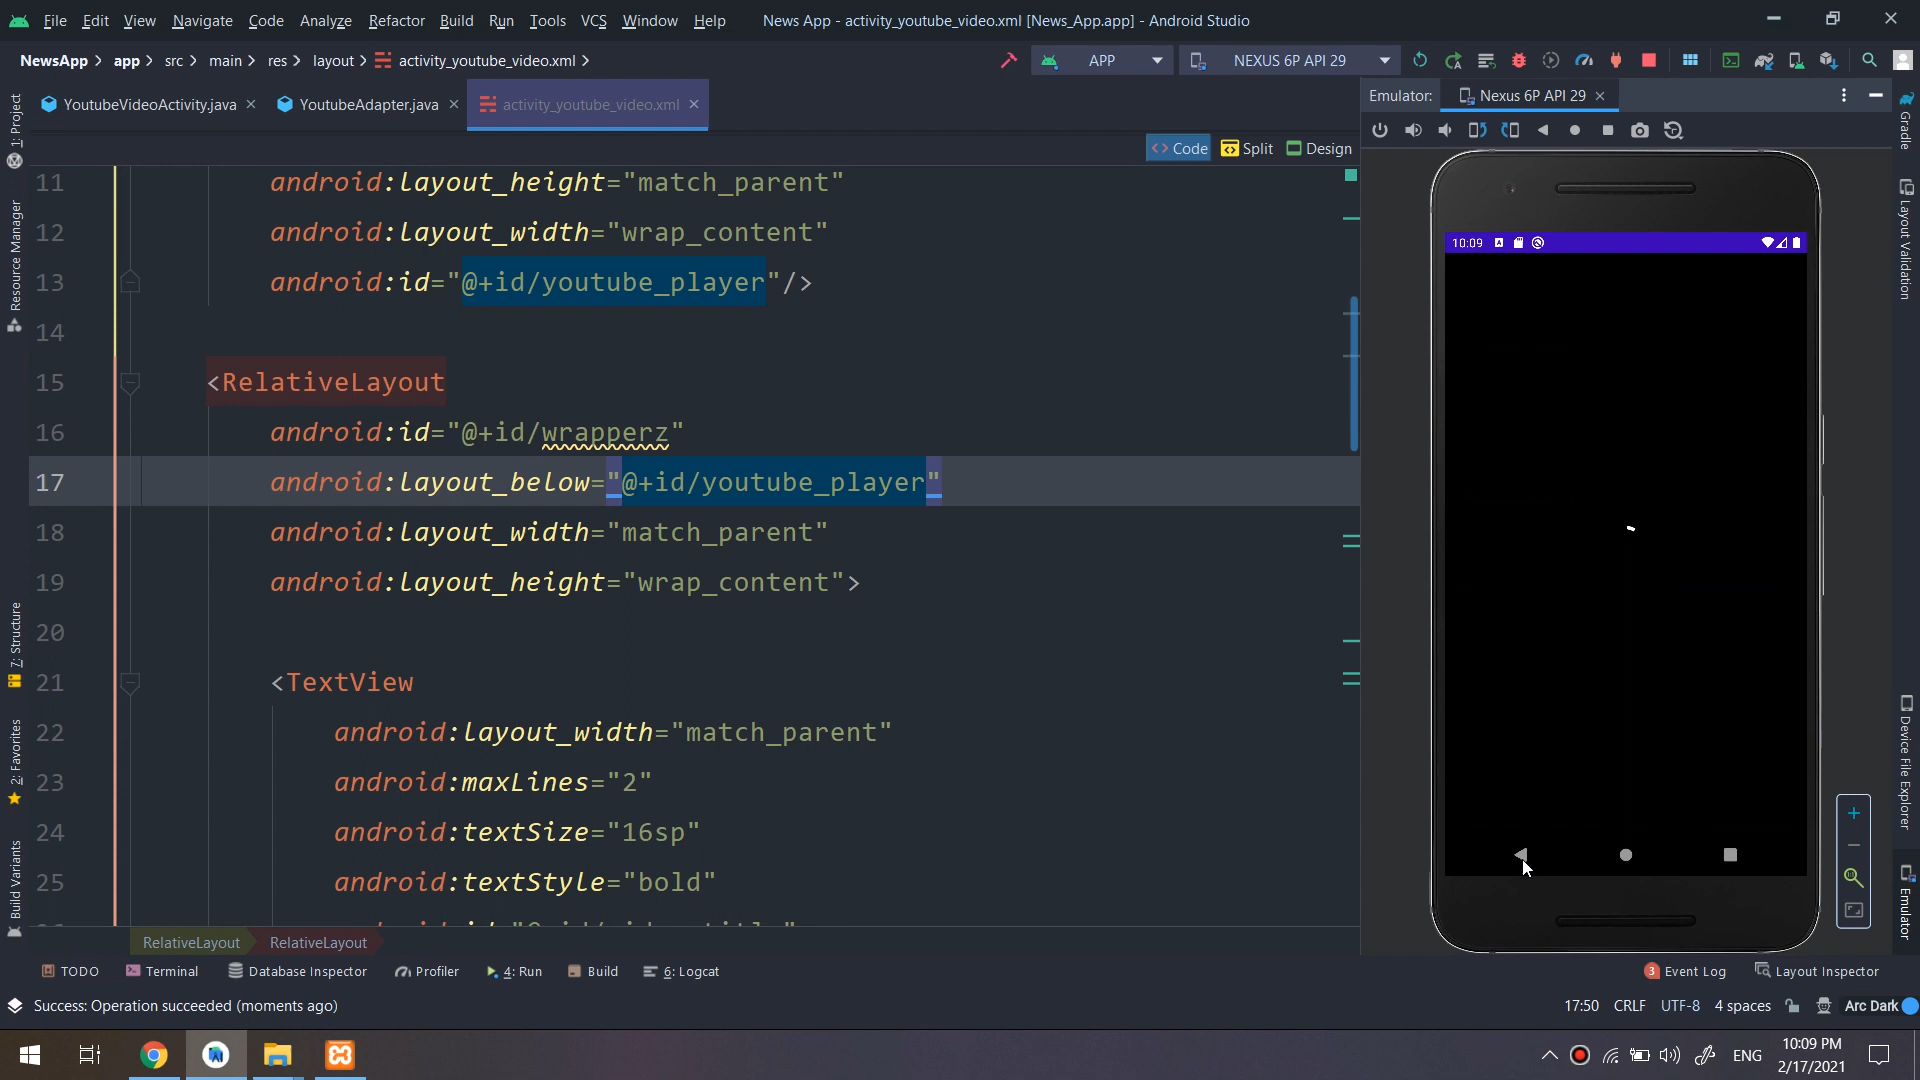 File Edit View Navigate Code Analyze Refactor Build Run Tools VCS Window Help News App - activity_youtube_video.xml [News_App.app] - Android Studio
NewsApp app src main res layout activity_youtube_video.xml APP NEXUS 6P API 29
YoutubeVideoActivity.java YoutubeAdapter.java activity_youtube_video.xml Emulator: Nexus 6P API 29
Code Split Design
11 android:layout_height="match_parent"
12 android:layout_width="wrap_content"
13 android:id="@+id/youtube_player"/>
14
15 <RelativeLayout
16 android:id="@+id/wrapperz"
17 android:layout_below="@+id/youtube_player"
18 android:layout_width="match_parent"
19 android:layout_height="wrap_content">
20
21 <TextView
22 android:layout_width="match_parent"
23 android:maxLines="2"
24 android:textSize="16sp"
25 android:textStyle="bold"
RelativeLayout RelativeLayout
1: Project
Resource Manager
7: Structure
2: Favorites
Build Variants
10:09
Gradle
Layout Validation
Device File Explorer
Emulator
TODO Terminal Database Inspector Profiler 4: Run Build 6: Logcat 3 Event Log Layout Inspector
Success: Operation succeeded (moments ago) 17:50 CRLF UTF-8 4 spaces Arc Dark
ENG 10:09 PM
2/17/2021